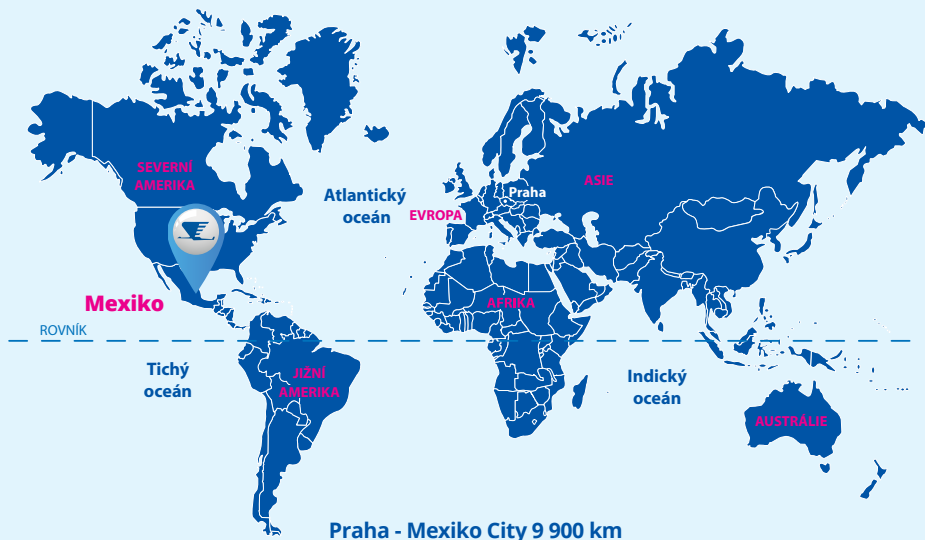 SEVERNÍ
AMERIKA
Atlantický
oceán
EVROPA
Praha
ASIE
Mexiko
AFRIKA
ROVNÍK
Tichý
oceán
JIŽNÍ
AMERIKA
Indický
oceán
AUSTRÁLIE
Praha - Mexiko City 9 900 km